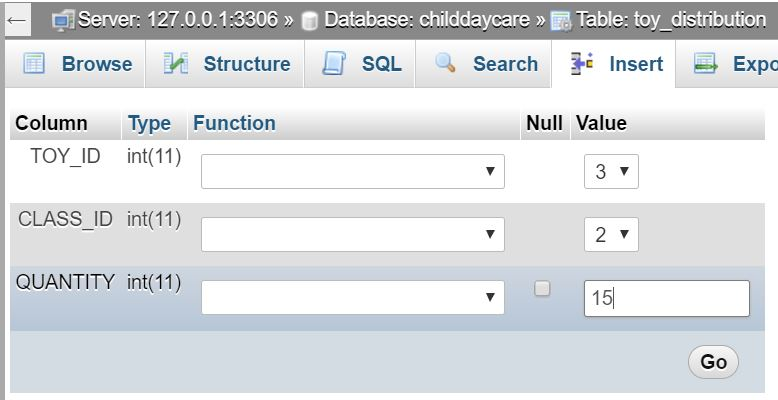 ← Server: 127.0.0.1:3306 » Database: childdaycare » Table: toy_distribution
Browse Structure SQL Search Insert Expo
Column Type Function Null Value
TOY_ID int(11) 3
CLASS_ID int(11) 2
QUANTITY int(11) 15
Go